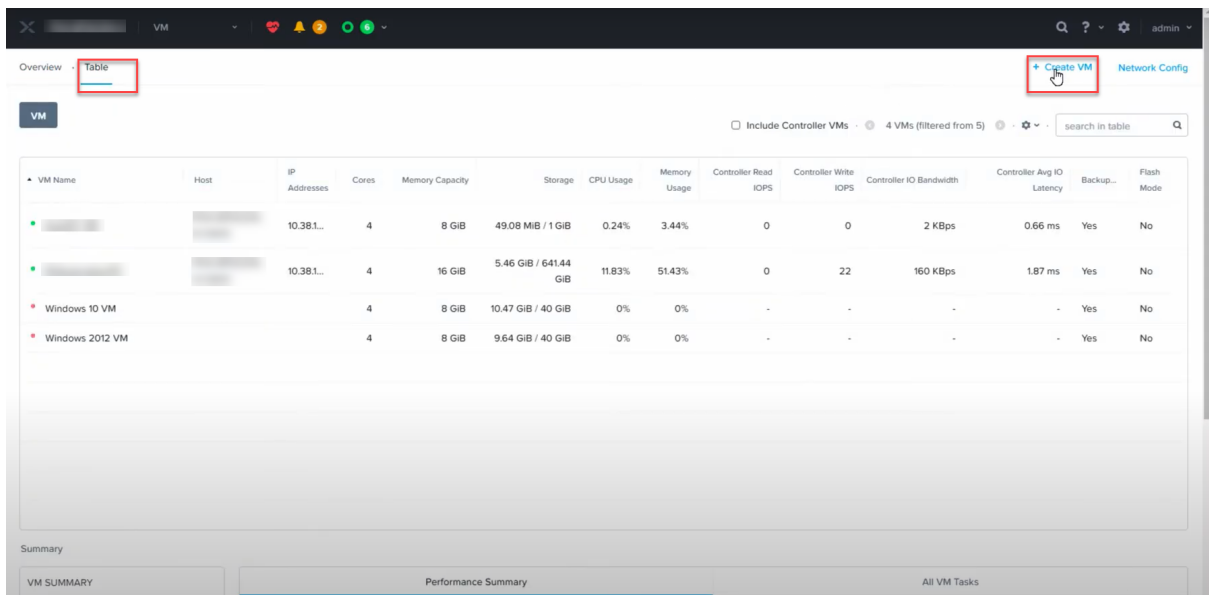 VM 2 6 ? admin
Overview · Table + Create VM Network Config
VM
Include Controller VMs · 4 VMs (filtered from 5) · · search in table
VM Name Host IP Addresses Cores Memory Capacity Storage CPU Usage Memory Usage Controller Read IOPS Controller Write IOPS Controller IO Bandwidth Controller Avg IO Latency Backup... Flash Mode
10.38.1... 4 8 GiB 49.08 MiB / 1 GiB 0.24% 3.44% 0 0 2 KBps 0.66 ms Yes No
10.38.1... 4 16 GiB 5.46 GiB / 641.44 GiB 11.83% 51.43% 0 22 160 KBps 1.87 ms Yes No
Windows 10 VM 4 8 GiB 10.47 GiB / 40 GiB 0% 0% - - - - Yes No
Windows 2012 VM 4 8 GiB 9.64 GiB / 40 GiB 0% 0% - - - - Yes No
Summary
VM SUMMARY Performance Summary All VM Tasks